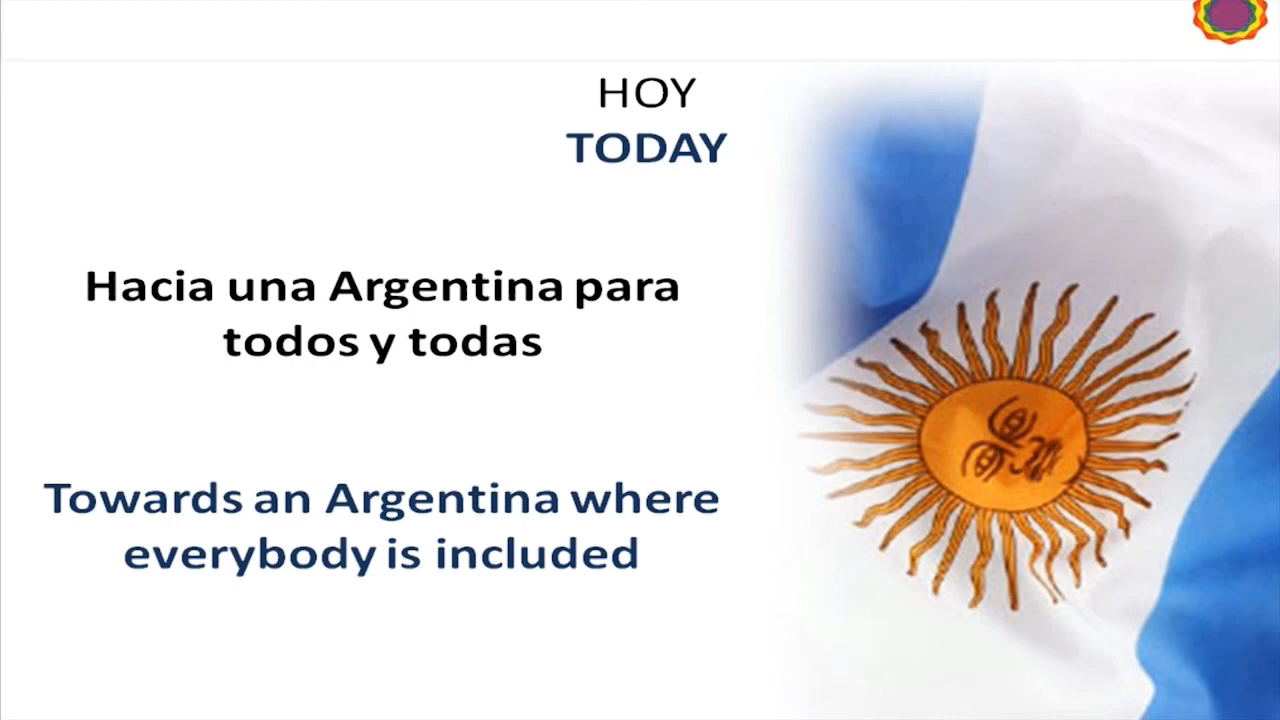 HOY
TODAY
Hacia una Argentina para
todos y todas
Towards an Argentina where
everybody is included